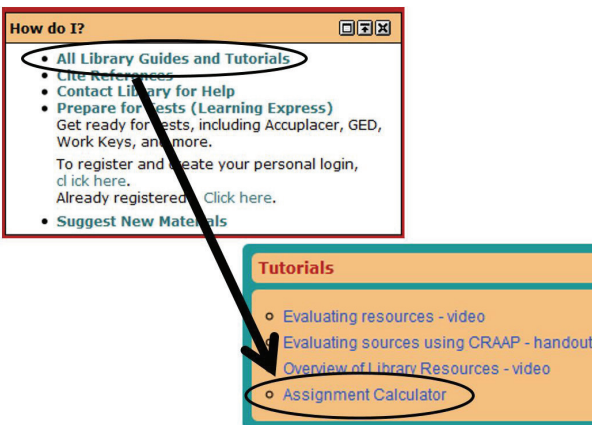 How do I?
All Library Guides and Tutorials
Cite References
Contact Library for Help
Prepare for Tests (Learning Express)
Get ready for tests, including Accuplacer, GED,
Work Keys, and more.
To register and create your personal login,
cl ick here.
Already registered? Click here.
Suggest New Materials
Tutorials
Evaluating resources - video
Evaluating sources using CRAAP - handout
Overview of Library Resources - video
Assignment Calculator